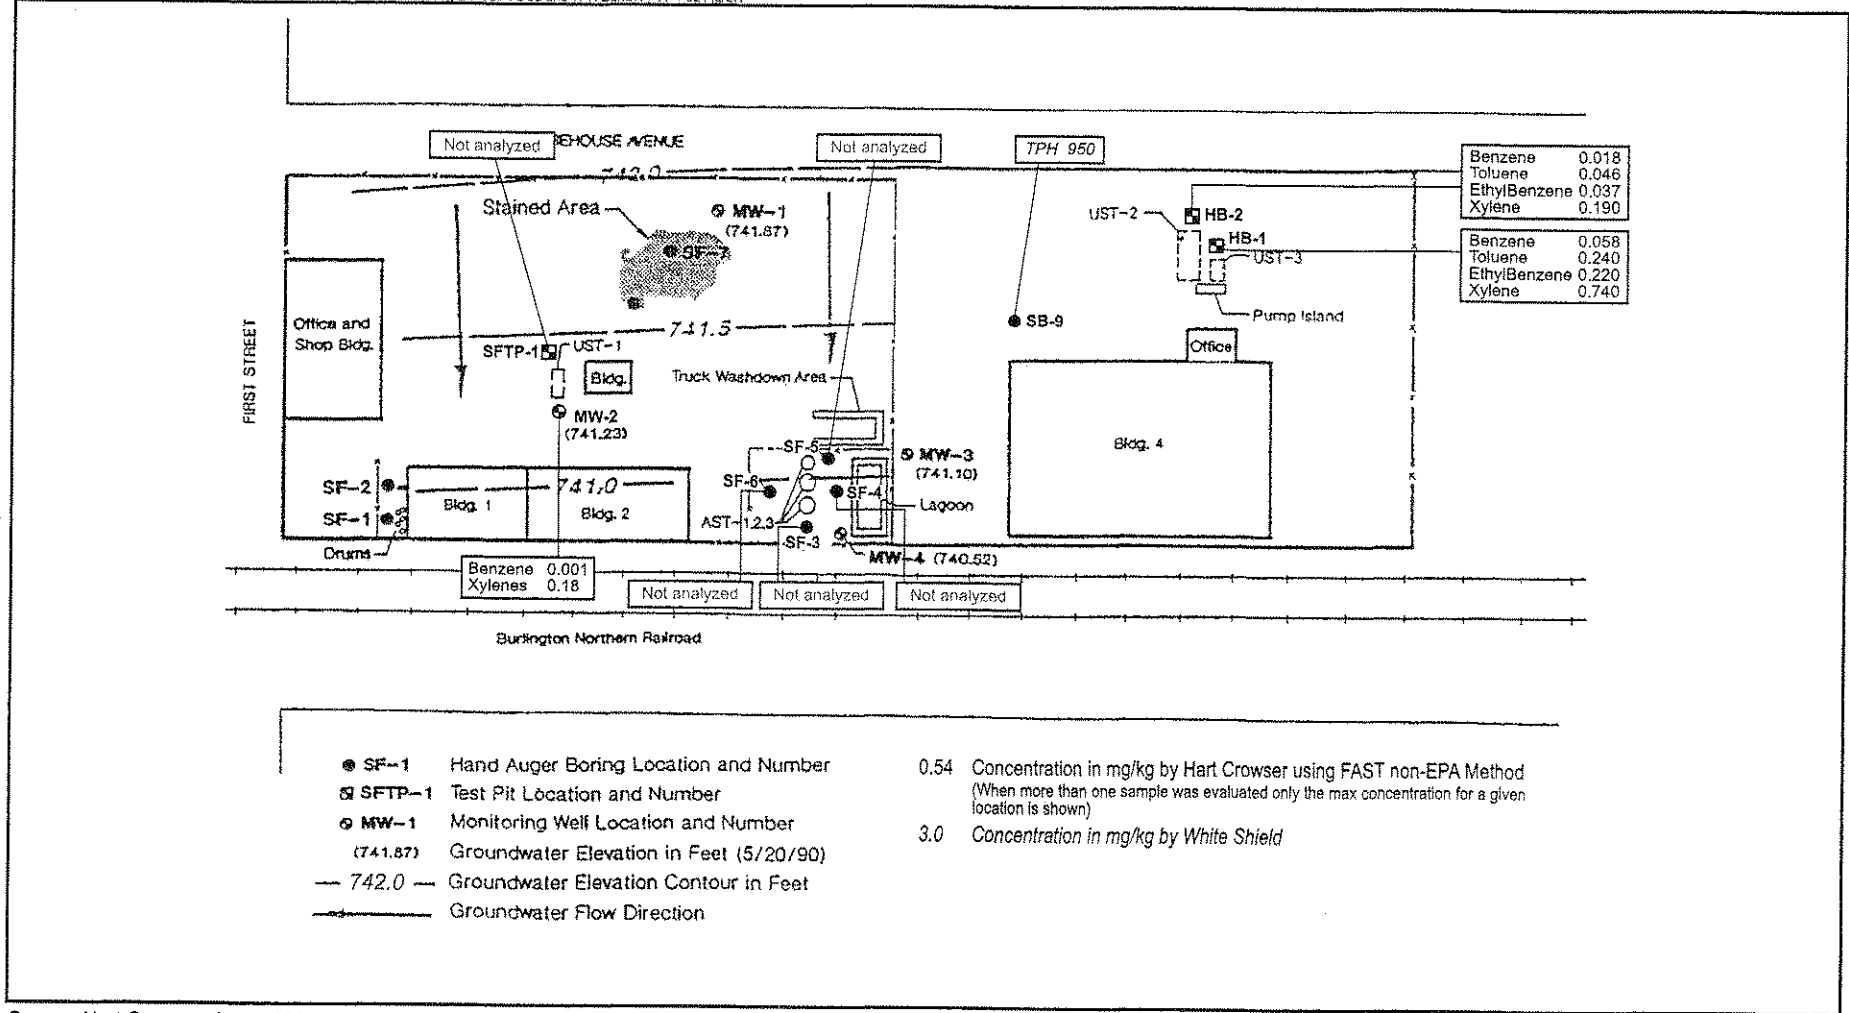 Not analyzed
EHOUSE AVENUE
Not analyzed
TPH 950
Benzene 0.018
Toluene 0.046
EthylBenzene 0.037
Xylene 0.190
742.0
Stained Area
MW-1
(741.87)
SF-7
UST-2
HB-2
HB-1
UST-3
Benzene 0.058
Toluene 0.240
EthylBenzene 0.220
Xylene 0.740
Pump Island
FIRST STREET
Office and
Shop Bldg.
741.5
SB-9
Office
SFTP-1
UST-1
Bldg.
Truck Washdown Area
MW-2
(741.23)
Bldg. 4
SF-5
MW-3
(741.10)
SF-2
741.0
SF-6
SF-4
Lagoon
SF-1
Bldg. 1
Bldg. 2
AST-1,2,3
SF-3
Drums
MW-4 (740.52)
Benzene 0.001
Xylenes 0.18
Not analyzed
Not analyzed
Not analyzed
Burlington Northern Railroad
SF-1 Hand Auger Boring Location and Number
SFTP-1 Test Pit Location and Number
MW-1 Monitoring Well Location and Number
(741.87) Groundwater Elevation in Feet (5/20/90)
— 742.0 — Groundwater Elevation Contour in Feet
Groundwater Flow Direction
0.54 Concentration in mg/kg by Hart Crowser using FAST non-EPA Method
(When more than one sample was evaluated only the max concentration for a given
location is shown)
3.0 Concentration in mg/kg by White Shield